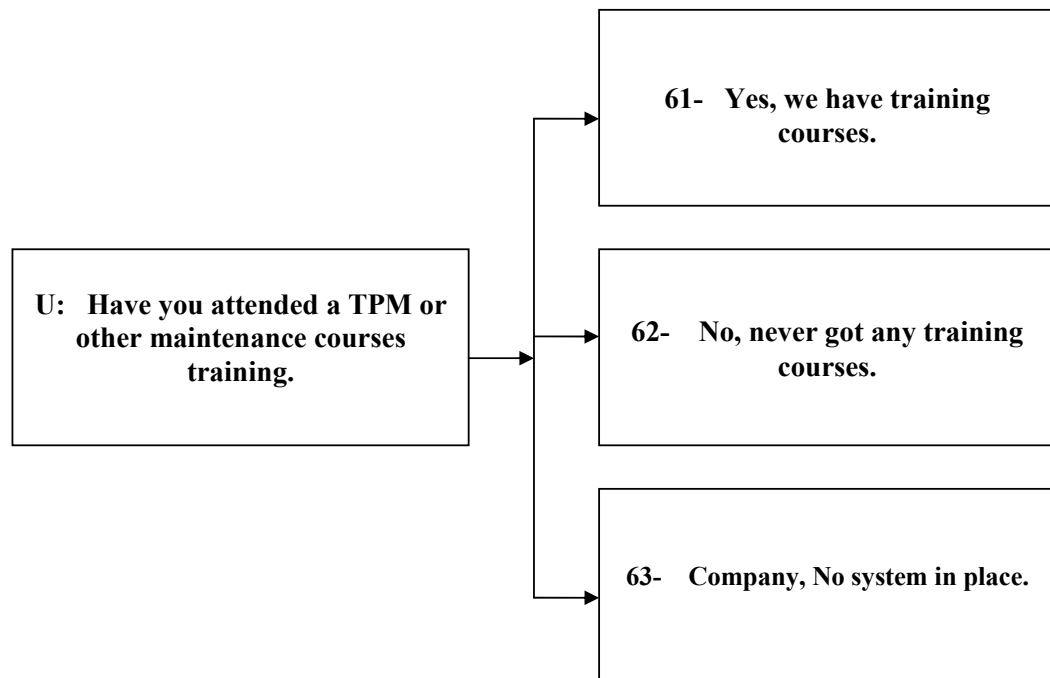 61- Yes, we have training
courses.
U: Have you attended a TPM or
other maintenance courses
training.
62- No, never got any training
courses.
63- Company, No system in place.